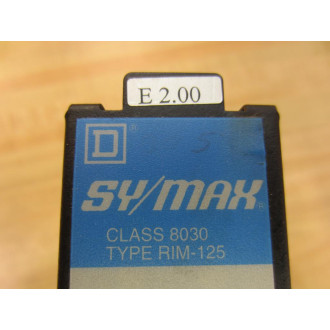 E 2.00
D
SY/MAX
CLASS 8030
TYPE RIM-125